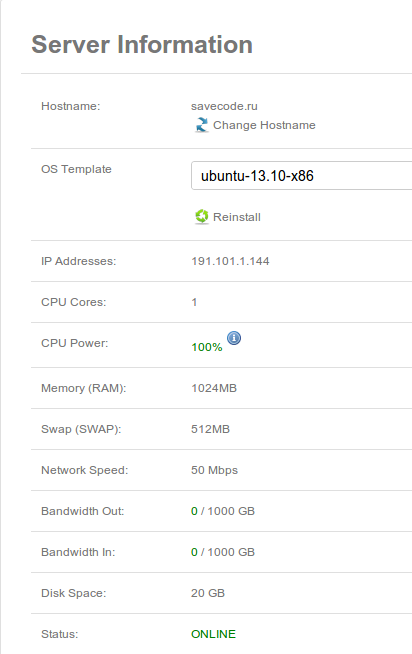 Server Information
Hostname: savecode.ru
Change Hostname
OS Template ubuntu-13.10-x86
Reinstall
IP Addresses: 191.101.1.144
CPU Cores: 1
CPU Power: 100%
Memory (RAM): 1024MB
Swap (SWAP): 512MB
Network Speed: 50 Mbps
Bandwidth Out: 0 / 1000 GB
Bandwidth In: 0 / 1000 GB
Disk Space: 20 GB
Status: ONLINE